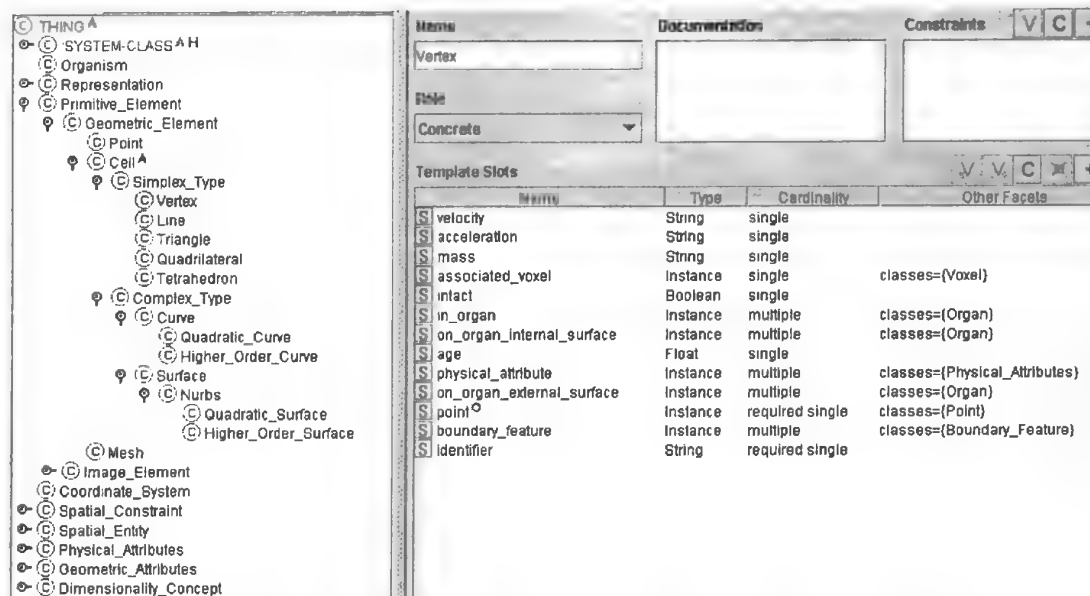 THING A
SYSTEM-CLASS A H
Organism
Representation
Primitive_Element
Geometric_Element
Point
Cell A
Simplex_Type
Vertex
Line
Triangle
Quadrilateral
Tetrahedron
Complex_Type
Curve
Quadratic_Curve
Higher_Order_Curve
Surface
Nurbs
Quadratic_Surface
Higher_Order_Surface
Mesh
Image_Element
Coordinate_System
Spatial_Constraint
Spatial_Entity
Physical_Attributes
Geometric_Attributes
Dimensionality_Concept
Name Documentation Constraints V C
Vertex
Role
Concrete
Template Slots V V C
Name Type Cardinality Other Facets
S velocity String single
S acceleration String single
S mass String single
S associated_voxel Instance single classes={Voxel}
S intact Boolean single
S in_organ Instance multiple classes={Organ}
S on_organ_internal_surface Instance multiple classes={Organ}
S age Float single
S physical_attribute Instance multiple classes={Physical_Attributes}
S on_organ_external_surface Instance multiple classes={Organ}
S point O Instance required single classes={Point}
S boundary_feature Instance multiple classes={Boundary_Feature}
S identifier String required single